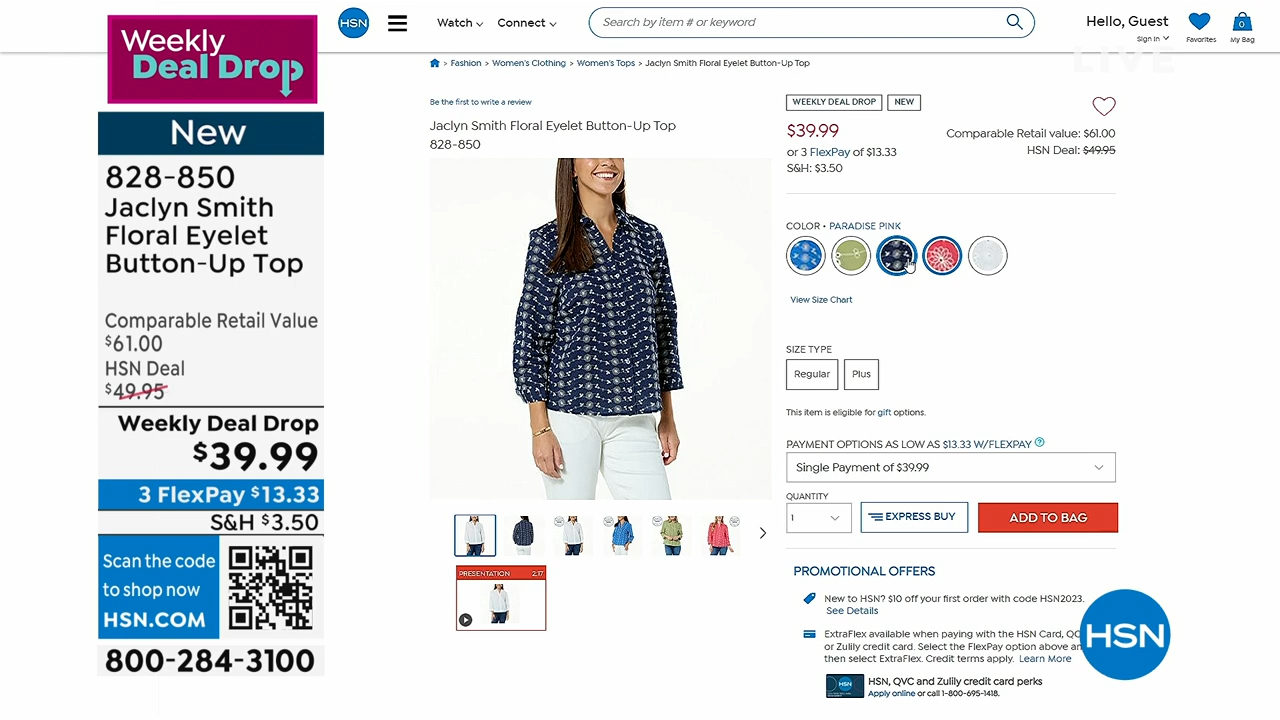 Weekly
Deal Drop
New
828-850
Jaclyn Smith
Floral Eyelet
Button-Up Top
Comparable Retail Value
$61.00
HSN Deal
$49.95
Weekly Deal Drop
$39.99
3 FlexPay $13.33
S&H $3.50
Scan the code
to shop now
HSN.COM
800-284-3100
HSN
Watch
Connect
Search by item # or keyword
Hello, Guest
Sign In
Favorites
0
My Bag
LIVE
> Fashion > Women's Clothing > Women's Tops > Jaclyn Smith Floral Eyelet Button-Up Top
Be the first to write a review
Jaclyn Smith Floral Eyelet Button-Up Top
828-850
PRESENTATION 2:17
WEEKLY DEAL DROP NEW
$39.99
Comparable Retail value: $61.00
or 3 FlexPay of $13.33
HSN Deal: $49.95
S&H: $3.50
COLOR • PARADISE PINK
View Size Chart
SIZE TYPE
Regular Plus
This item is eligible for gift options.
PAYMENT OPTIONS AS LOW AS $13.33 W/FLEXPAY ?
Single Payment of $39.99
QUANTITY
1
EXPRESS BUY
ADD TO BAG
PROMOTIONAL OFFERS
New to HSN? $10 off your first order with code HSN2023.
See Details
ExtraFlex available when paying with the HSN Card,
or Zulily credit card. Select the FlexPay option above
then select ExtraFlex. Credit terms apply. Learn More
HSN
HSN, QVC and Zulily credit card perks
Apply online or call 1-800-695-1418.
HSN